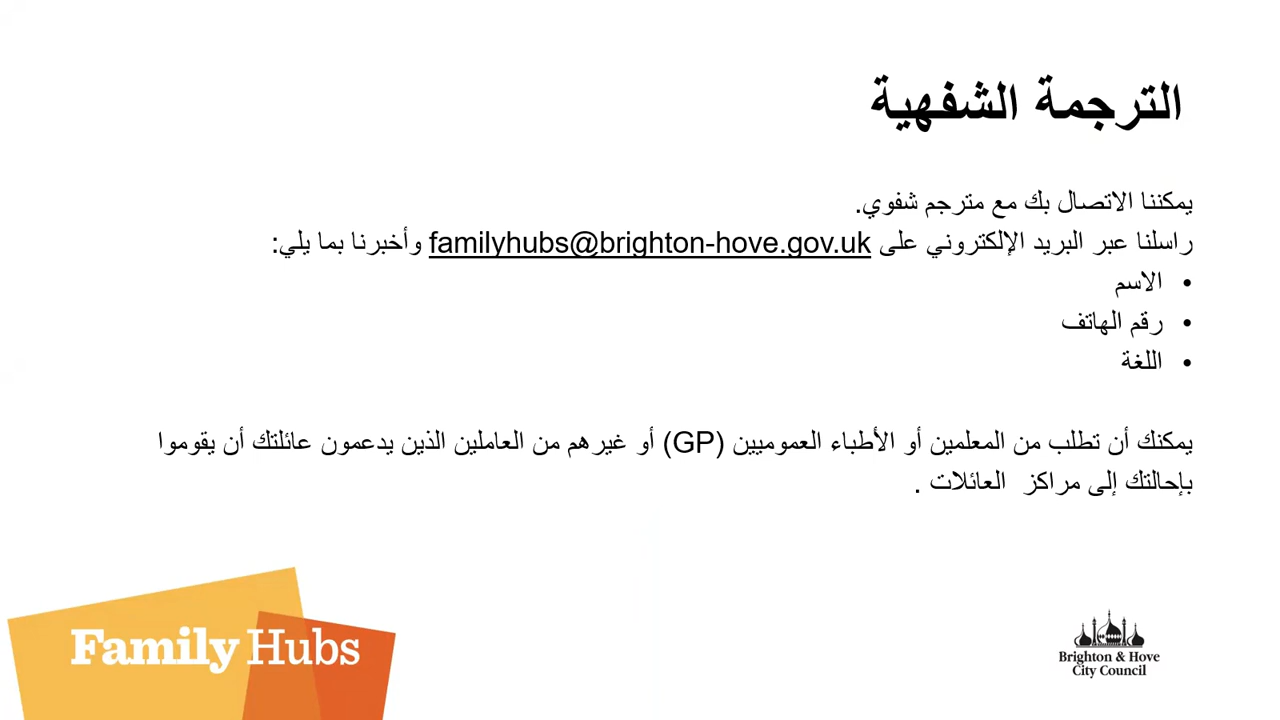 الترجمة الشفهية
يمكننا الاتصال بك مع مترجم شفوي.
راسلنا عبر البريد الإلكتروني على familyhubs@brighton-hove.gov.uk وأخبرنا بما يلي:
• الاسم
• رقم الهاتف
• اللغة
يمكنك أن تطلب من المعلمين أو الأطباء العموميين (GP) أو غيرهم من العاملين الذين يدعمون عائلتك أن يقوموا
بإحالتك إلى مراكز العائلات .
Family Hubs
Brighton & Hove
City Council